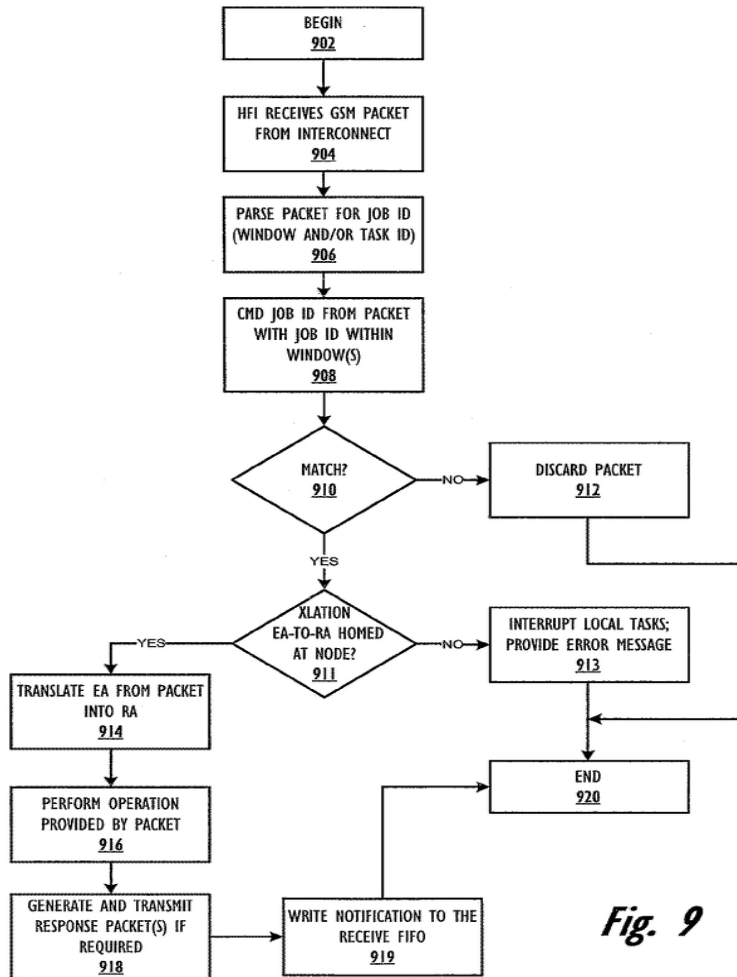 BEGIN
902
HFI RECEIVES GSM PACKET
FROM INTERCONNECT
904
PARSE PACKET FOR JOB ID
(WINDOW AND/OR TASK ID)
906
CMD JOB ID FROM PACKET
WITH JOB ID WITHIN
WINDOW(S)
908
MATCH?
910
NO
DISCARD PACKET
912
YES
XLATION
EA-TO-RA HOMED
AT NODE?
911
YES
NO
INTERRUPT LOCAL TASKS;
PROVIDE ERROR MESSAGE
913
TRANSLATE EA FROM PACKET
INTO RA
914
END
920
PERFORM OPERATION
PROVIDED BY PACKET
916
GENERATE AND TRANSMIT
RESPONSE PACKET(S) IF
REQUIRED
918
WRITE NOTIFICATION TO THE
RECEIVE FIFO
919
Fig. 9